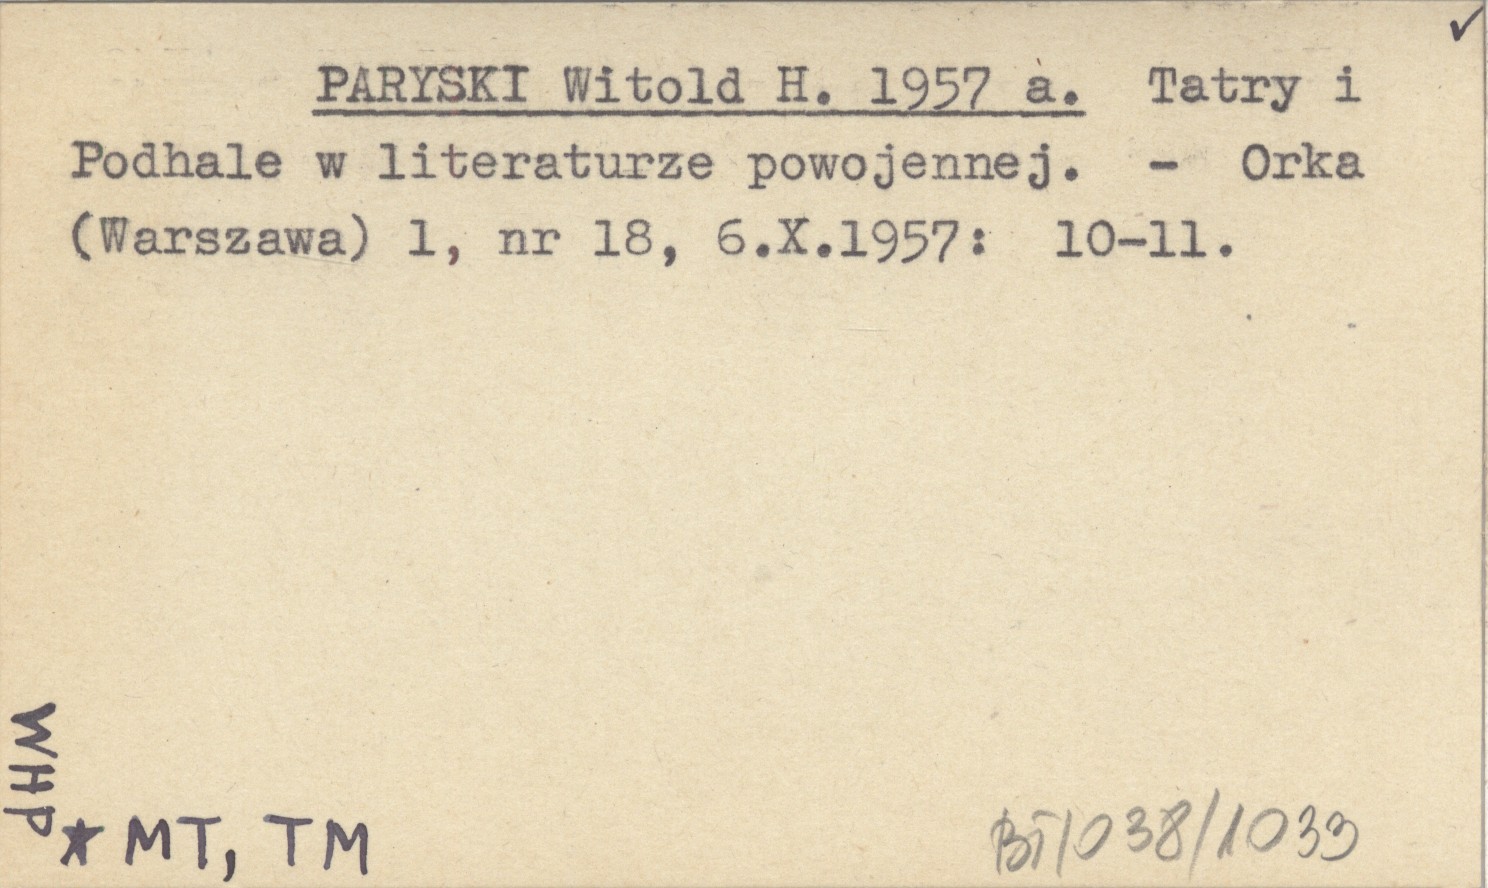 PARYSKI Witold H. 1957 a. Tatry i
Podhale w literaturze powojennej. - Orka
(Warszawa) 1, nr 18, 6.X.1957: 10-11.
WHP
* MT, TM
BT/038/1033